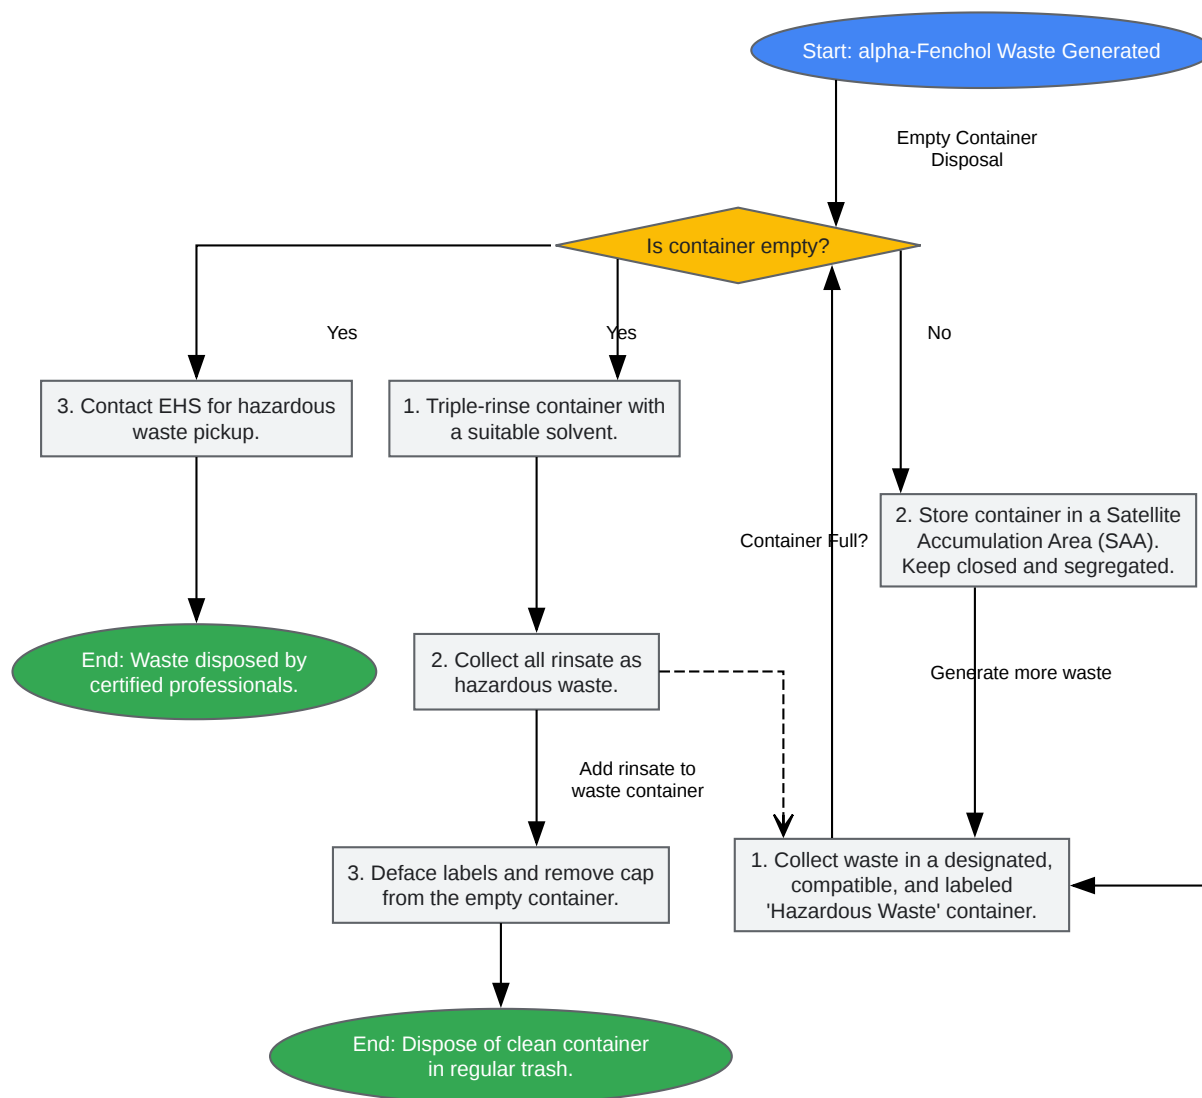 Start: alpha-Fenchol Waste Generated
Empty Container
Disposal
Is container empty?
Yes
Yes
No
3. Contact EHS for hazardous
waste pickup.
1. Triple-rinse container with
a suitable solvent.
2. Store container in a Satellite
Accumulation Area (SAA).
Keep closed and segregated.
Container Full?
End: Waste disposed by
certified professionals.
2. Collect all rinsate as
hazardous waste.
Generate more waste
Add rinsate to
waste container
3. Deface labels and remove cap
from the empty container.
1. Collect waste in a designated,
compatible, and labeled
'Hazardous Waste' container.
End: Dispose of clean container
in regular trash.